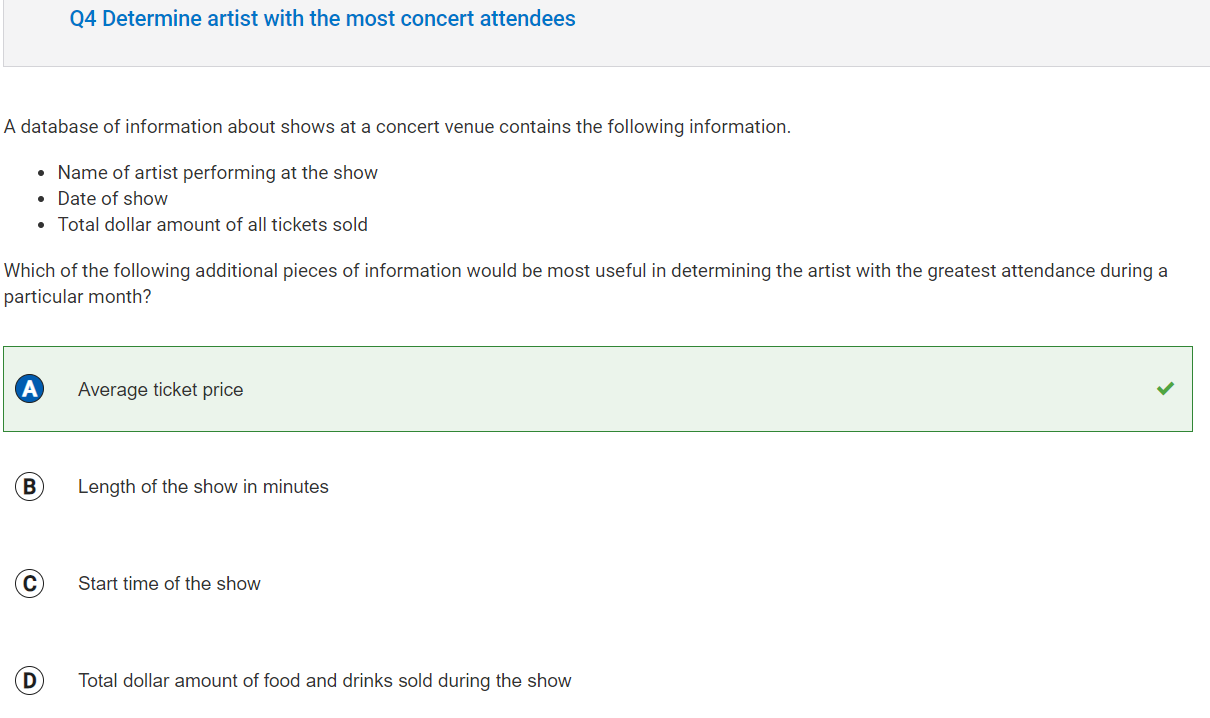 Q4 Determine artist with the most concert attendees
A database of information about shows at a concert venue contains the following information.
• Name of artist performing at the show
• Date of show
• Total dollar amount of all tickets sold
Which of the following additional pieces of information would be most useful in determining the artist with the greatest attendance during a
particular month?
A Average ticket price
B Length of the show in minutes
C Start time of the show
D Total dollar amount of food and drinks sold during the show